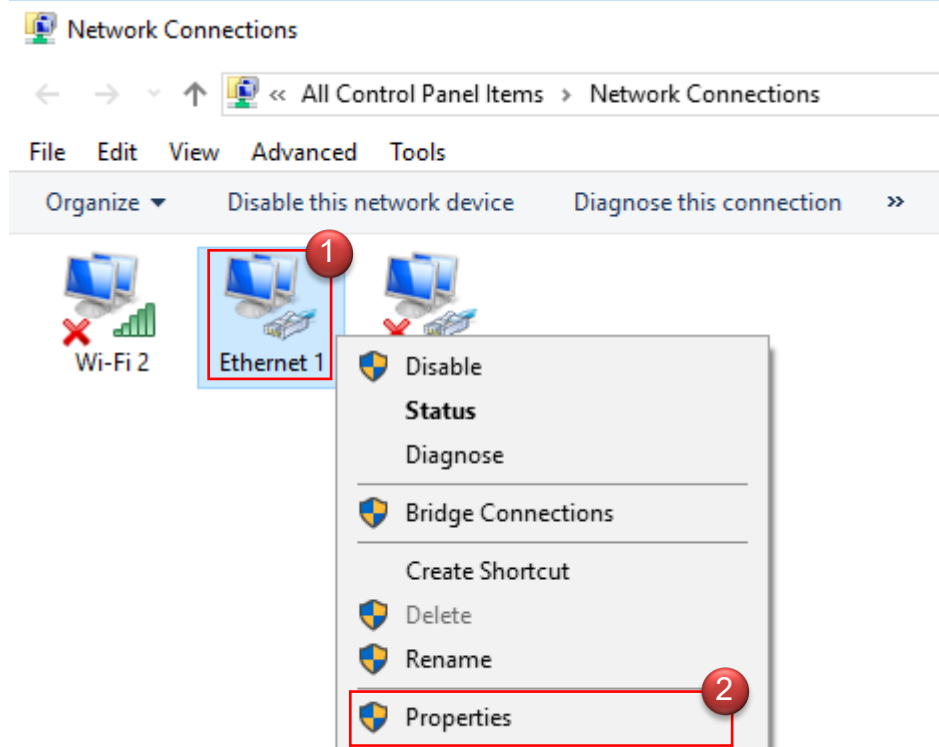 Network Connections
« All Control Panel Items > Network Connections
File Edit View Advanced Tools
Organize Disable this network device Diagnose this connection »
1
Wi-Fi 2 Ethernet 1
Disable
Status
Diagnose
Bridge Connections
Create Shortcut
Delete
Rename
2
Properties